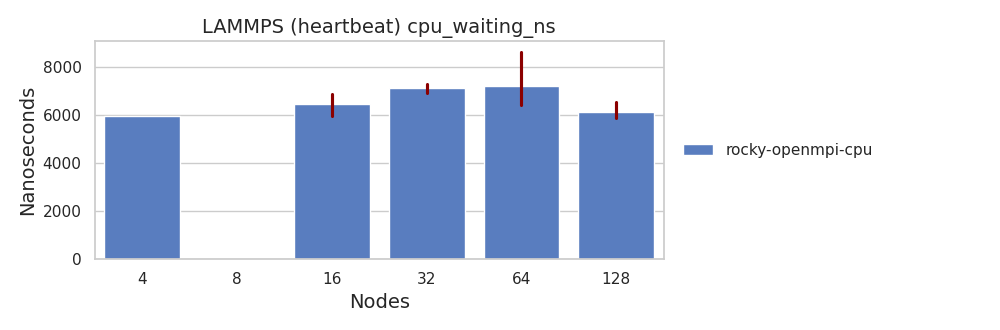 LAMMPS (heartbeat) cpu_waiting_ns
Nanoseconds
8000
6000
4000
2000
0
4 8 16 32 64 128
Nodes
rocky-openmpi-cpu